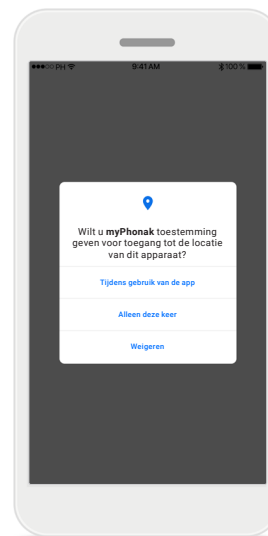 ●●●○○ PH 9:41 AM 100 %
Wilt u myPhonak toestemming
geven voor toegang tot de locatie
van dit apparaat?
Tijdens gebruik van de app
Alleen deze keer
Weigeren